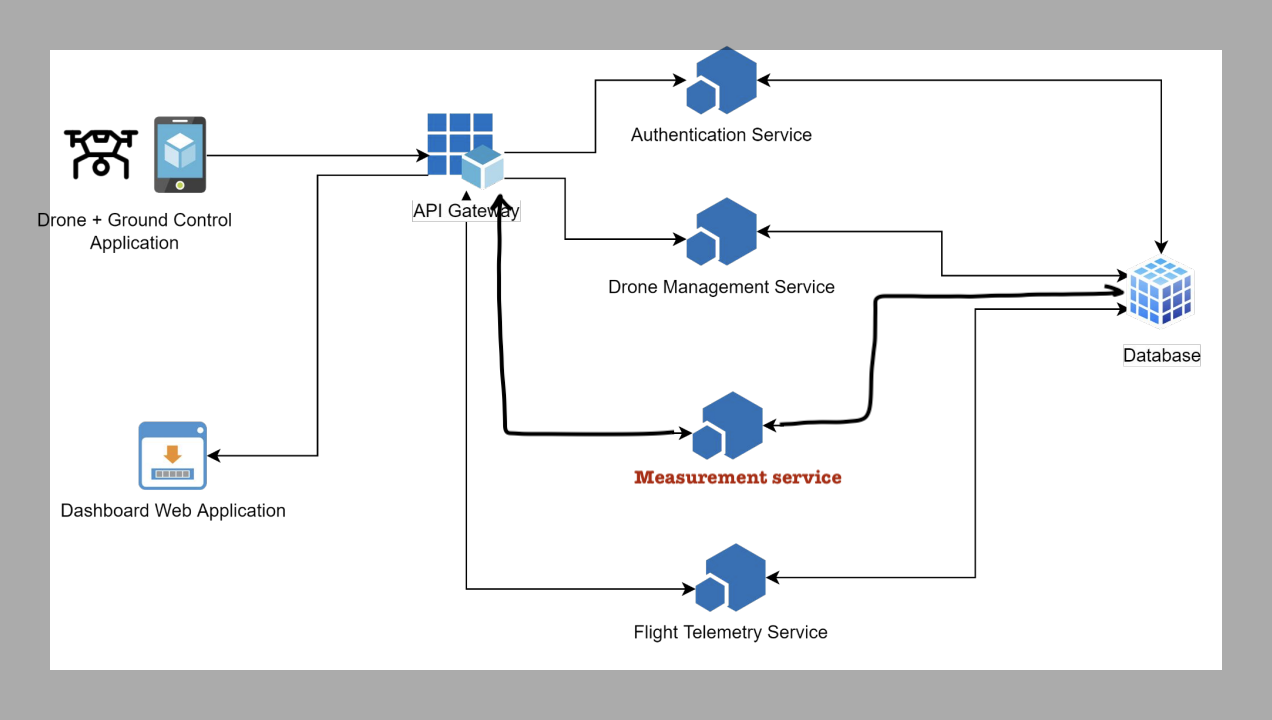 Authentication Service
Drone + Ground Control
Application
API Gateway
Drone Management Service
Database
Measurement service
Dashboard Web Application
Flight Telemetry Service